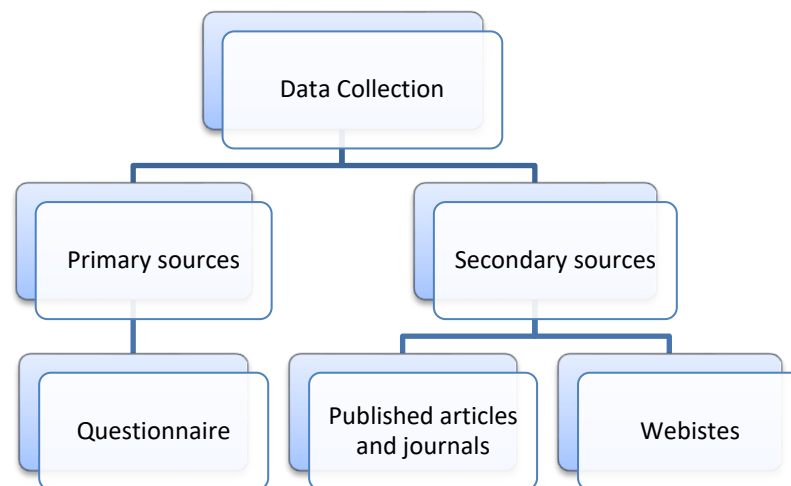 Data Collection
Primary sources
Secondary sources
Questionnaire
Published articles
and journals
Webistes